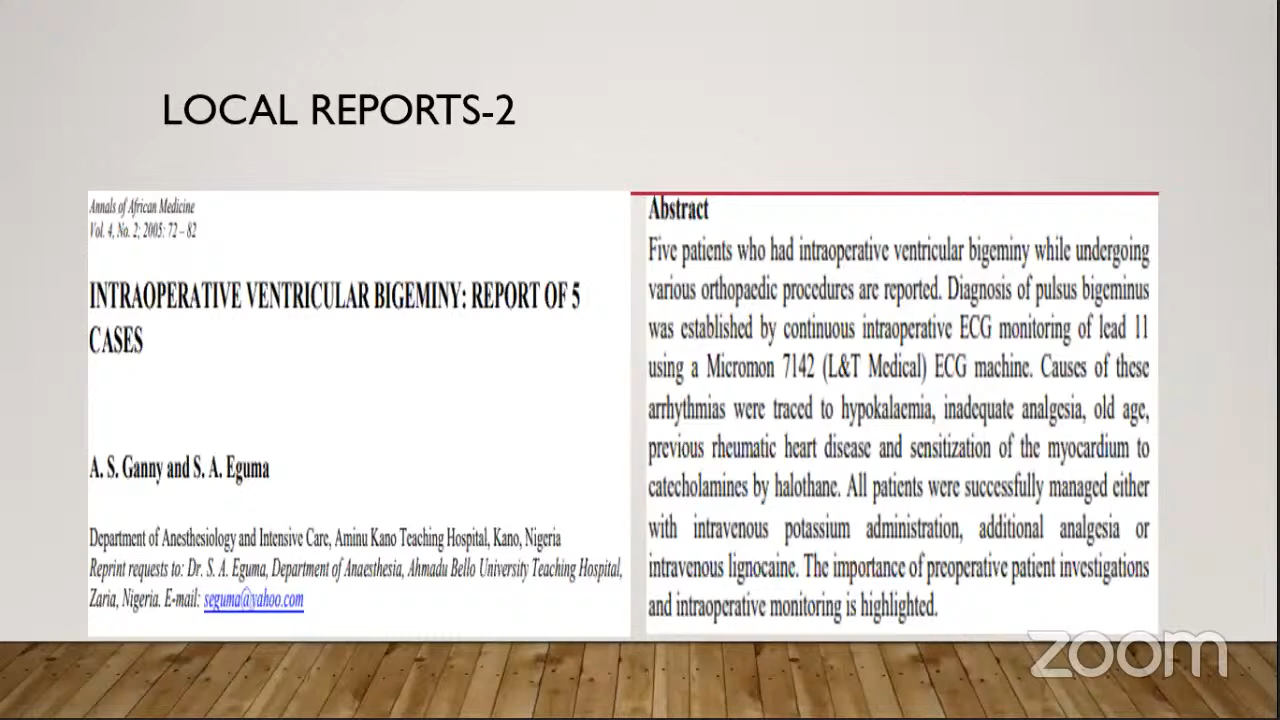 LOCAL REPORTS-2
Annals of African Medicine
Vol. 4, No. 2; 2005: 72 – 82
INTRAOPERATIVE VENTRICULAR BIGEMINY: REPORT OF 5
CASES
A. S. Ganny and S. A. Eguma
Department of Anesthesiology and Intensive Care, Aminu Kano Teaching Hospital, Kano, Nigeria
Reprint requests to: Dr. S. A. Eguma, Department of Anaesthesia, Ahmadu Bello University Teaching Hospital,
Zaria, Nigeria. E-mail: seguma@yahoo.com
Abstract
Five patients who had intraoperative ventricular bigeminy while undergoing
various orthopaedic procedures are reported. Diagnosis of pulsus bigeminus
was established by continuous intraoperative ECG monitoring of lead 11
using a Micromon 7142 (L&T Medical) ECG machine. Causes of these
arrhythmias were traced to hypokalaemia, inadequate analgesia, old age,
previous rheumatic heart disease and sensitization of the myocardium to
catecholamines by halothane. All patients were successfully managed either
with intravenous potassium administration, additional analgesia or
intravenous lignocaine. The importance of preoperative patient investigations
and intraoperative monitoring is highlighted.
zoom